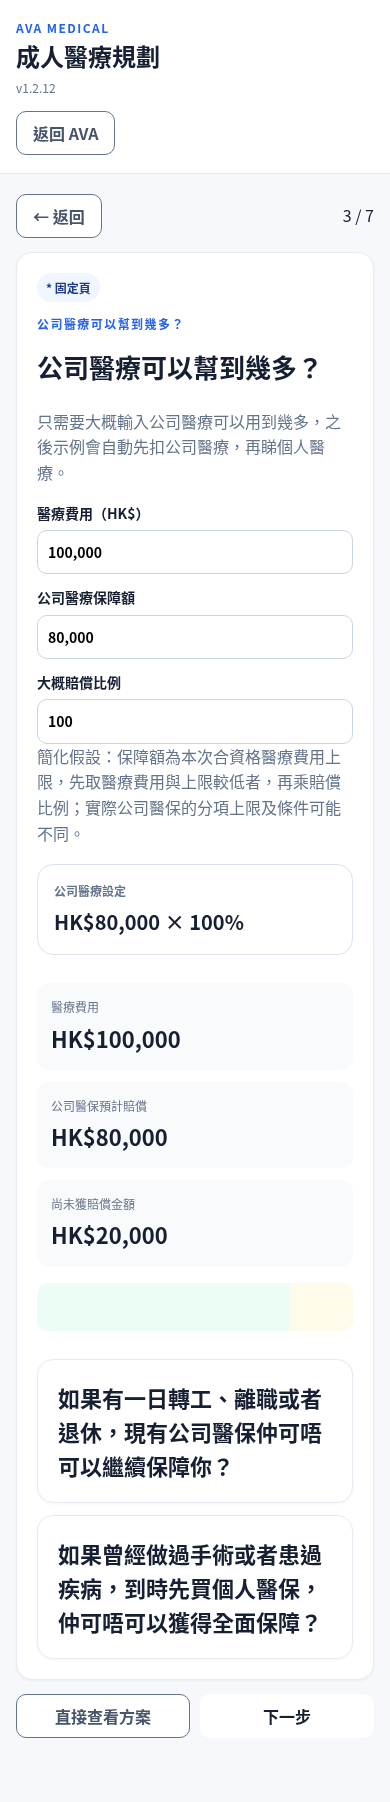 AVA MEDICAL
成人醫療規劃
v1.2.12
返回 AVA
← 返回
3 / 7
* 固定頁
公司醫療可以幫到幾多？
公司醫療可以幫到幾多？
只需要大概輸入公司醫療可以用到幾多，之
後示例會自動先扣公司醫療，再睇個人醫
療。
醫療費用（HK$）
100,000
公司醫療保障額
80,000
大概賠償比例
100
簡化假設：保障額為本次合資格醫療費用上
限，先取醫療費用與上限較低者，再乘賠償
比例；實際公司醫保的分項上限及條件可能
不同。
公司醫療設定
HK$80,000 × 100%
醫療費用
HK$100,000
公司醫保預計賠償
HK$80,000
尚未獲賠償金額
HK$20,000
如果有一日轉工、離職或者
退休，現有公司醫保仲可唔
可以繼續保障你？
如果曾經做過手術或者患過
疾病，到時先買個人醫保，
仲可唔可以獲得全面保障？
直接查看方案
下一步